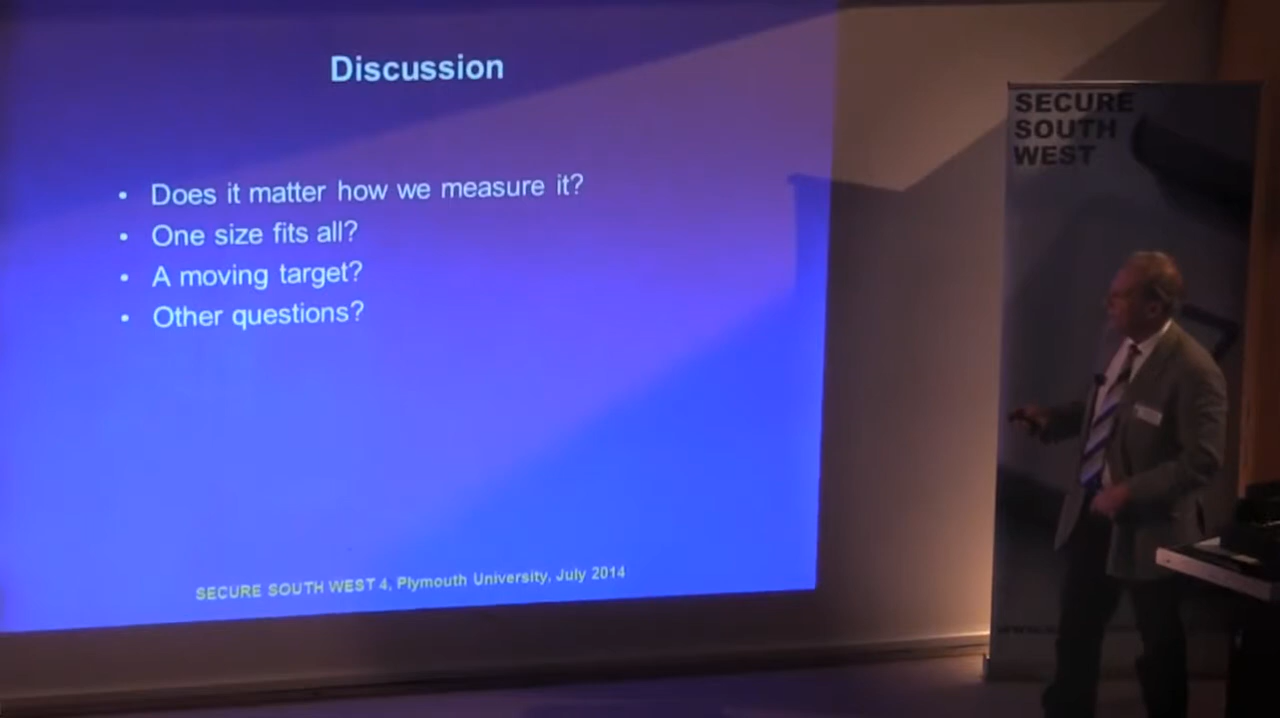 Discussion
• Does it matter how we measure it?
• One size fits all?
• A moving target?
• Other questions?
SECURE SOUTH WEST 4, Plymouth University, July 2014
SECURE
SOUTH
WEST